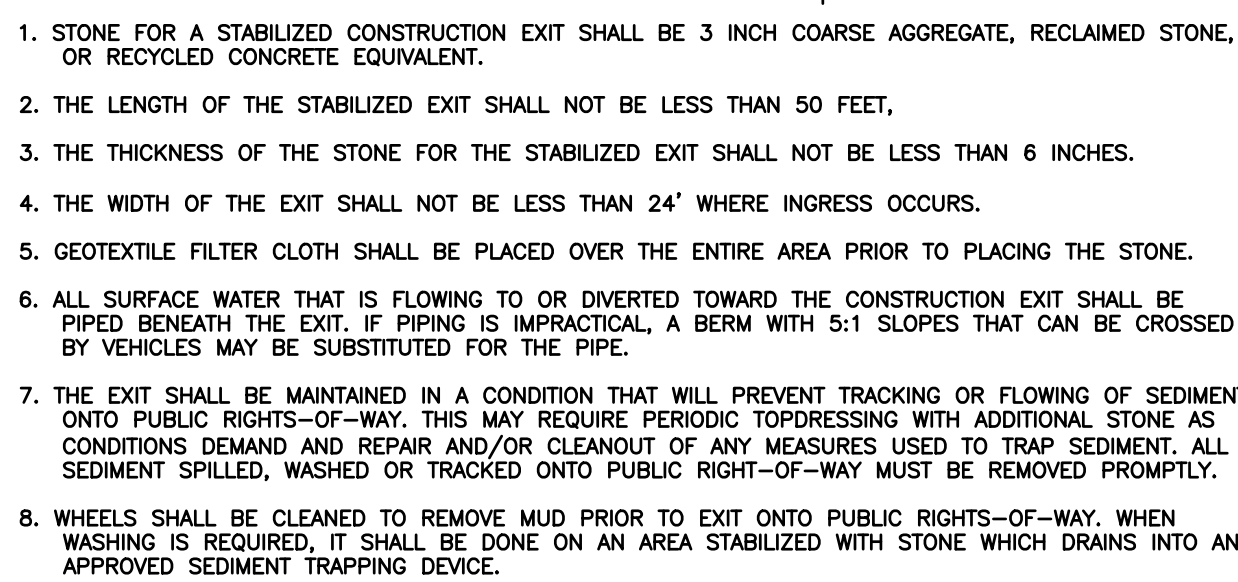 1. STONE FOR A STABILIZED CONSTRUCTION EXIT SHALL BE 3 INCH COARSE AGGREGATE, RECLAIMED STONE,
OR RECYCLED CONCRETE EQUIVALENT.
2. THE LENGTH OF THE STABILIZED EXIT SHALL NOT BE LESS THAN 50 FEET,
3. THE THICKNESS OF THE STONE FOR THE STABILIZED EXIT SHALL NOT BE LESS THAN 6 INCHES.
4. THE WIDTH OF THE EXIT SHALL NOT BE LESS THAN 24' WHERE INGRESS OCCURS.
5. GEOTEXTILE FILTER CLOTH SHALL BE PLACED OVER THE ENTIRE AREA PRIOR TO PLACING THE STONE.
6. ALL SURFACE WATER THAT IS FLOWING TO OR DIVERTED TOWARD THE CONSTRUCTION EXIT SHALL BE
PIPED BENEATH THE EXIT. IF PIPING IS IMPRACTICAL, A BERM WITH 5:1 SLOPES THAT CAN BE CROSSED
BY VEHICLES MAY BE SUBSTITUTED FOR THE PIPE.
7. THE EXIT SHALL BE MAINTAINED IN A CONDITION THAT WILL PREVENT TRACKING OR FLOWING OF SEDIMENT
ONTO PUBLIC RIGHTS-OF-WAY. THIS MAY REQUIRE PERIODIC TOPDRESSING WITH ADDITIONAL STONE AS
CONDITIONS DEMAND AND REPAIR AND/OR CLEANOUT OF ANY MEASURES USED TO TRAP SEDIMENT. ALL
SEDIMENT SPILLED, WASHED OR TRACKED ONTO PUBLIC RIGHT-OF-WAY MUST BE REMOVED PROMPTLY.
8. WHEELS SHALL BE CLEANED TO REMOVE MUD PRIOR TO EXIT ONTO PUBLIC RIGHTS-OF-WAY. WHEN
WASHING IS REQUIRED, IT SHALL BE DONE ON AN AREA STABILIZED WITH STONE WHICH DRAINS INTO AN
APPROVED SEDIMENT TRAPPING DEVICE.